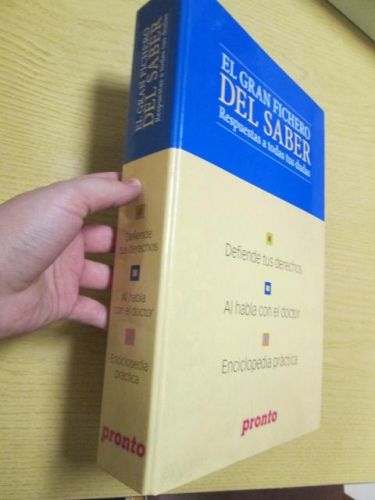 EL GRAN FICHERO
DEL SABER
Respuestas a todas tus dudas
Defiende
tus derechos
Al habla
con el doctor
Enciclopedia
práctica
pronto
EL GRAN FICHERO
DEL SABER
Respuestas a todas tus dudas
Defiende tus derechos
Al habla con el doctor
Enciclopedia práctica
pronto